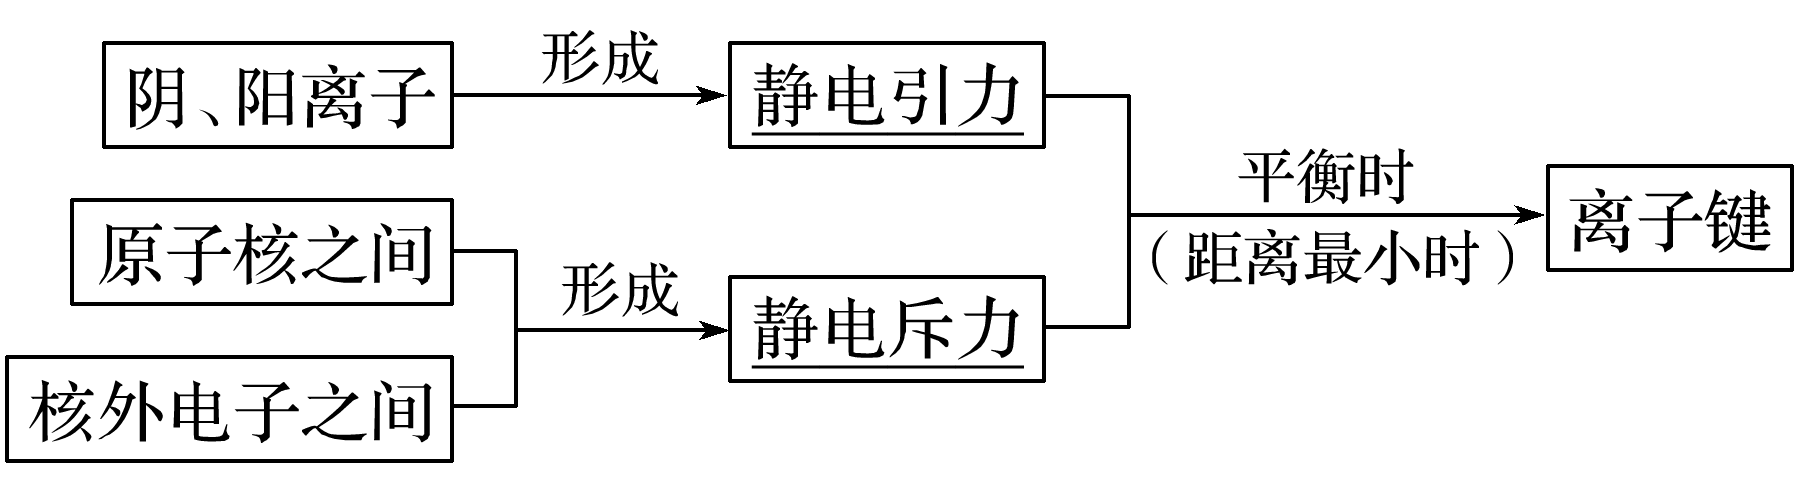 阴、阳离子
形成
静电引力
原子核之间
核外电子之间
形成
静电斥力
平衡时
（距离最小时）
离子键